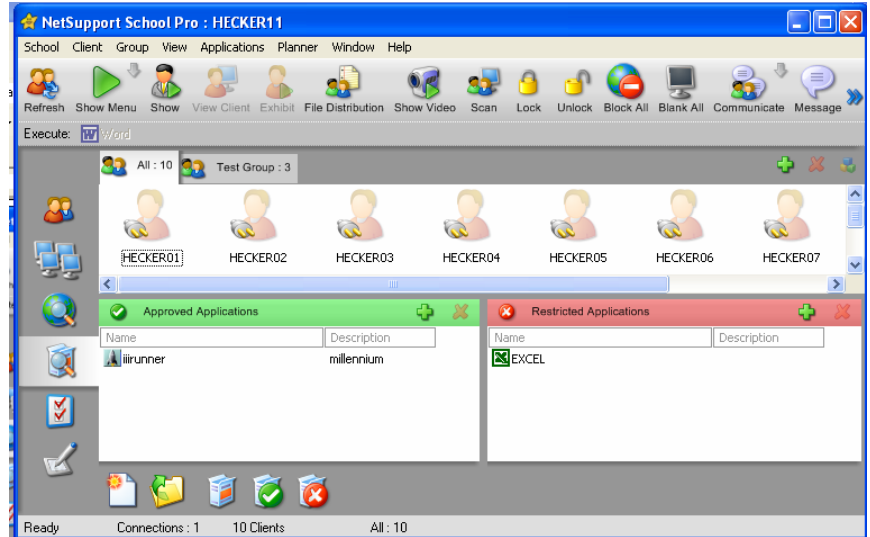 NetSupport School Pro : HECKER11
School Client Group View Applications Planner Window Help
Refresh Show Menu Show View Client Exhibit File Distribution Show Video Scan Lock Unlock Block All Blank All Communicate Message
Execute: Word
All : 10 Test Group : 3
HECKER01 HECKER02 HECKER03 HECKER04 HECKER05 HECKER06 HECKER07
Approved Applications Restricted Applications
Name Description Name Description
iiirunner millennium EXCEL
Ready Connections : 1 10 Clients All : 10